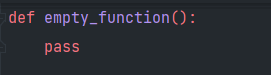 def empty_function():
    pass